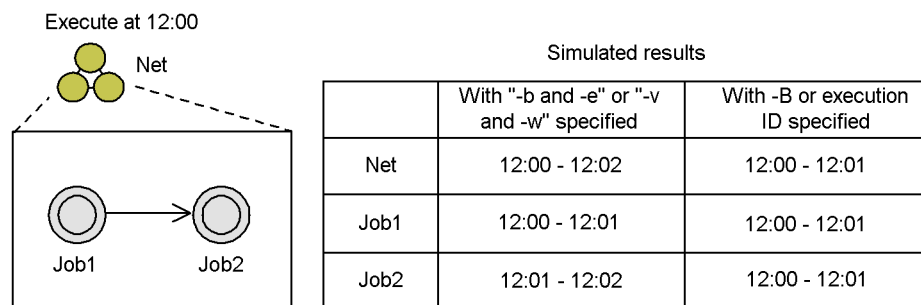 Execute at 12:00
Net
Job1
Job2
Simulated results
With "-b and -e" or "-v
and -w" specified
With -B or execution
ID specified
Net
12:00 - 12:02
12:00 - 12:01
Job1
12:00 - 12:01
12:00 - 12:01
Job2
12:01 - 12:02
12:00 - 12:01